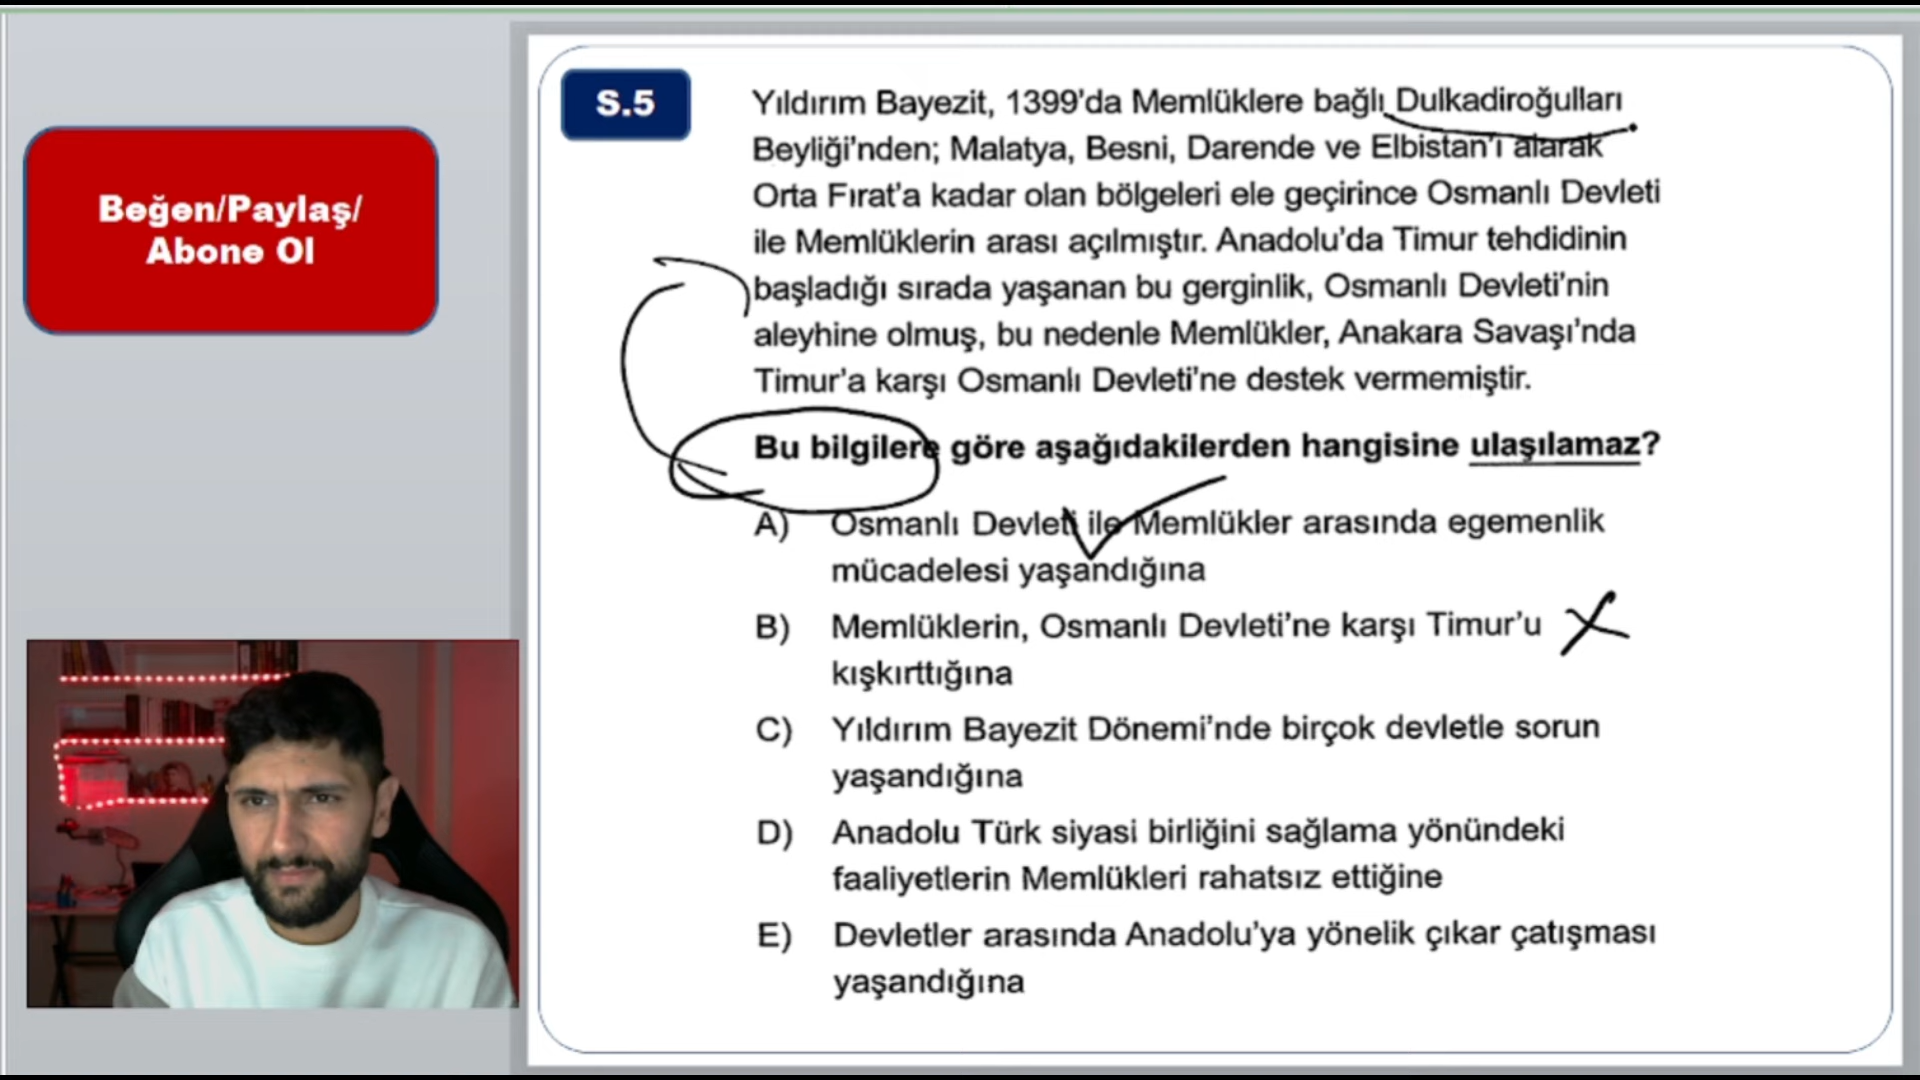 Beğen/Paylaş/
Abone Ol
S.5
Yıldırım Bayezit, 1399'da Memlüklere bağlı Dulkadiroğulları
Beyliği'nden; Malatya, Besni, Darende ve Elbistan'ı alarak
Orta Fırat'a kadar olan bölgeleri ele geçirince Osmanlı Devleti
ile Memlüklerin arası açılmıştır. Anadolu'da Timur tehdidinin
başladığı sırada yaşanan bu gerginlik, Osmanlı Devleti'nin
aleyhine olmuş, bu nedenle Memlükler, Anakara Savaşı'nda
Timur'a karşı Osmanlı Devleti'ne destek vermemiştir.
Bu bilgilere göre aşağıdakilerden hangisine ulaşılamaz?
A) Osmanlı Devleti ile Memlükler arasında egemenlik
mücadelesi yaşandığına
B) Memlüklerin, Osmanlı Devleti'ne karşı Timur'u
kışkırttığına
C) Yıldırım Bayezit Dönemi'nde birçok devletle sorun
yaşandığına
D) Anadolu Türk siyasi birliğini sağlama yönündeki
faaliyetlerin Memlükleri rahatsız ettiğine
E) Devletler arasında Anadolu'ya yönelik çıkar çatışması
yaşandığına